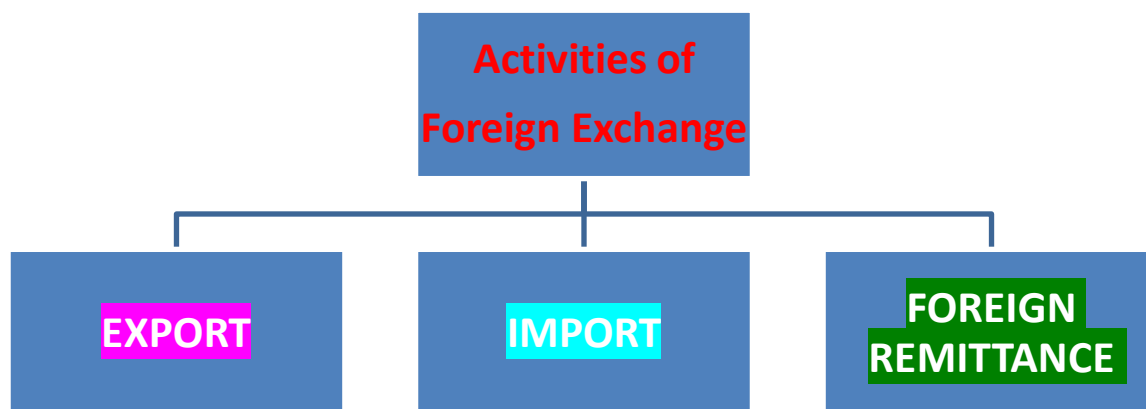 Activities of
Foreign Exchange
EXPORT
IMPORT
FOREIGN
REMITTANCE